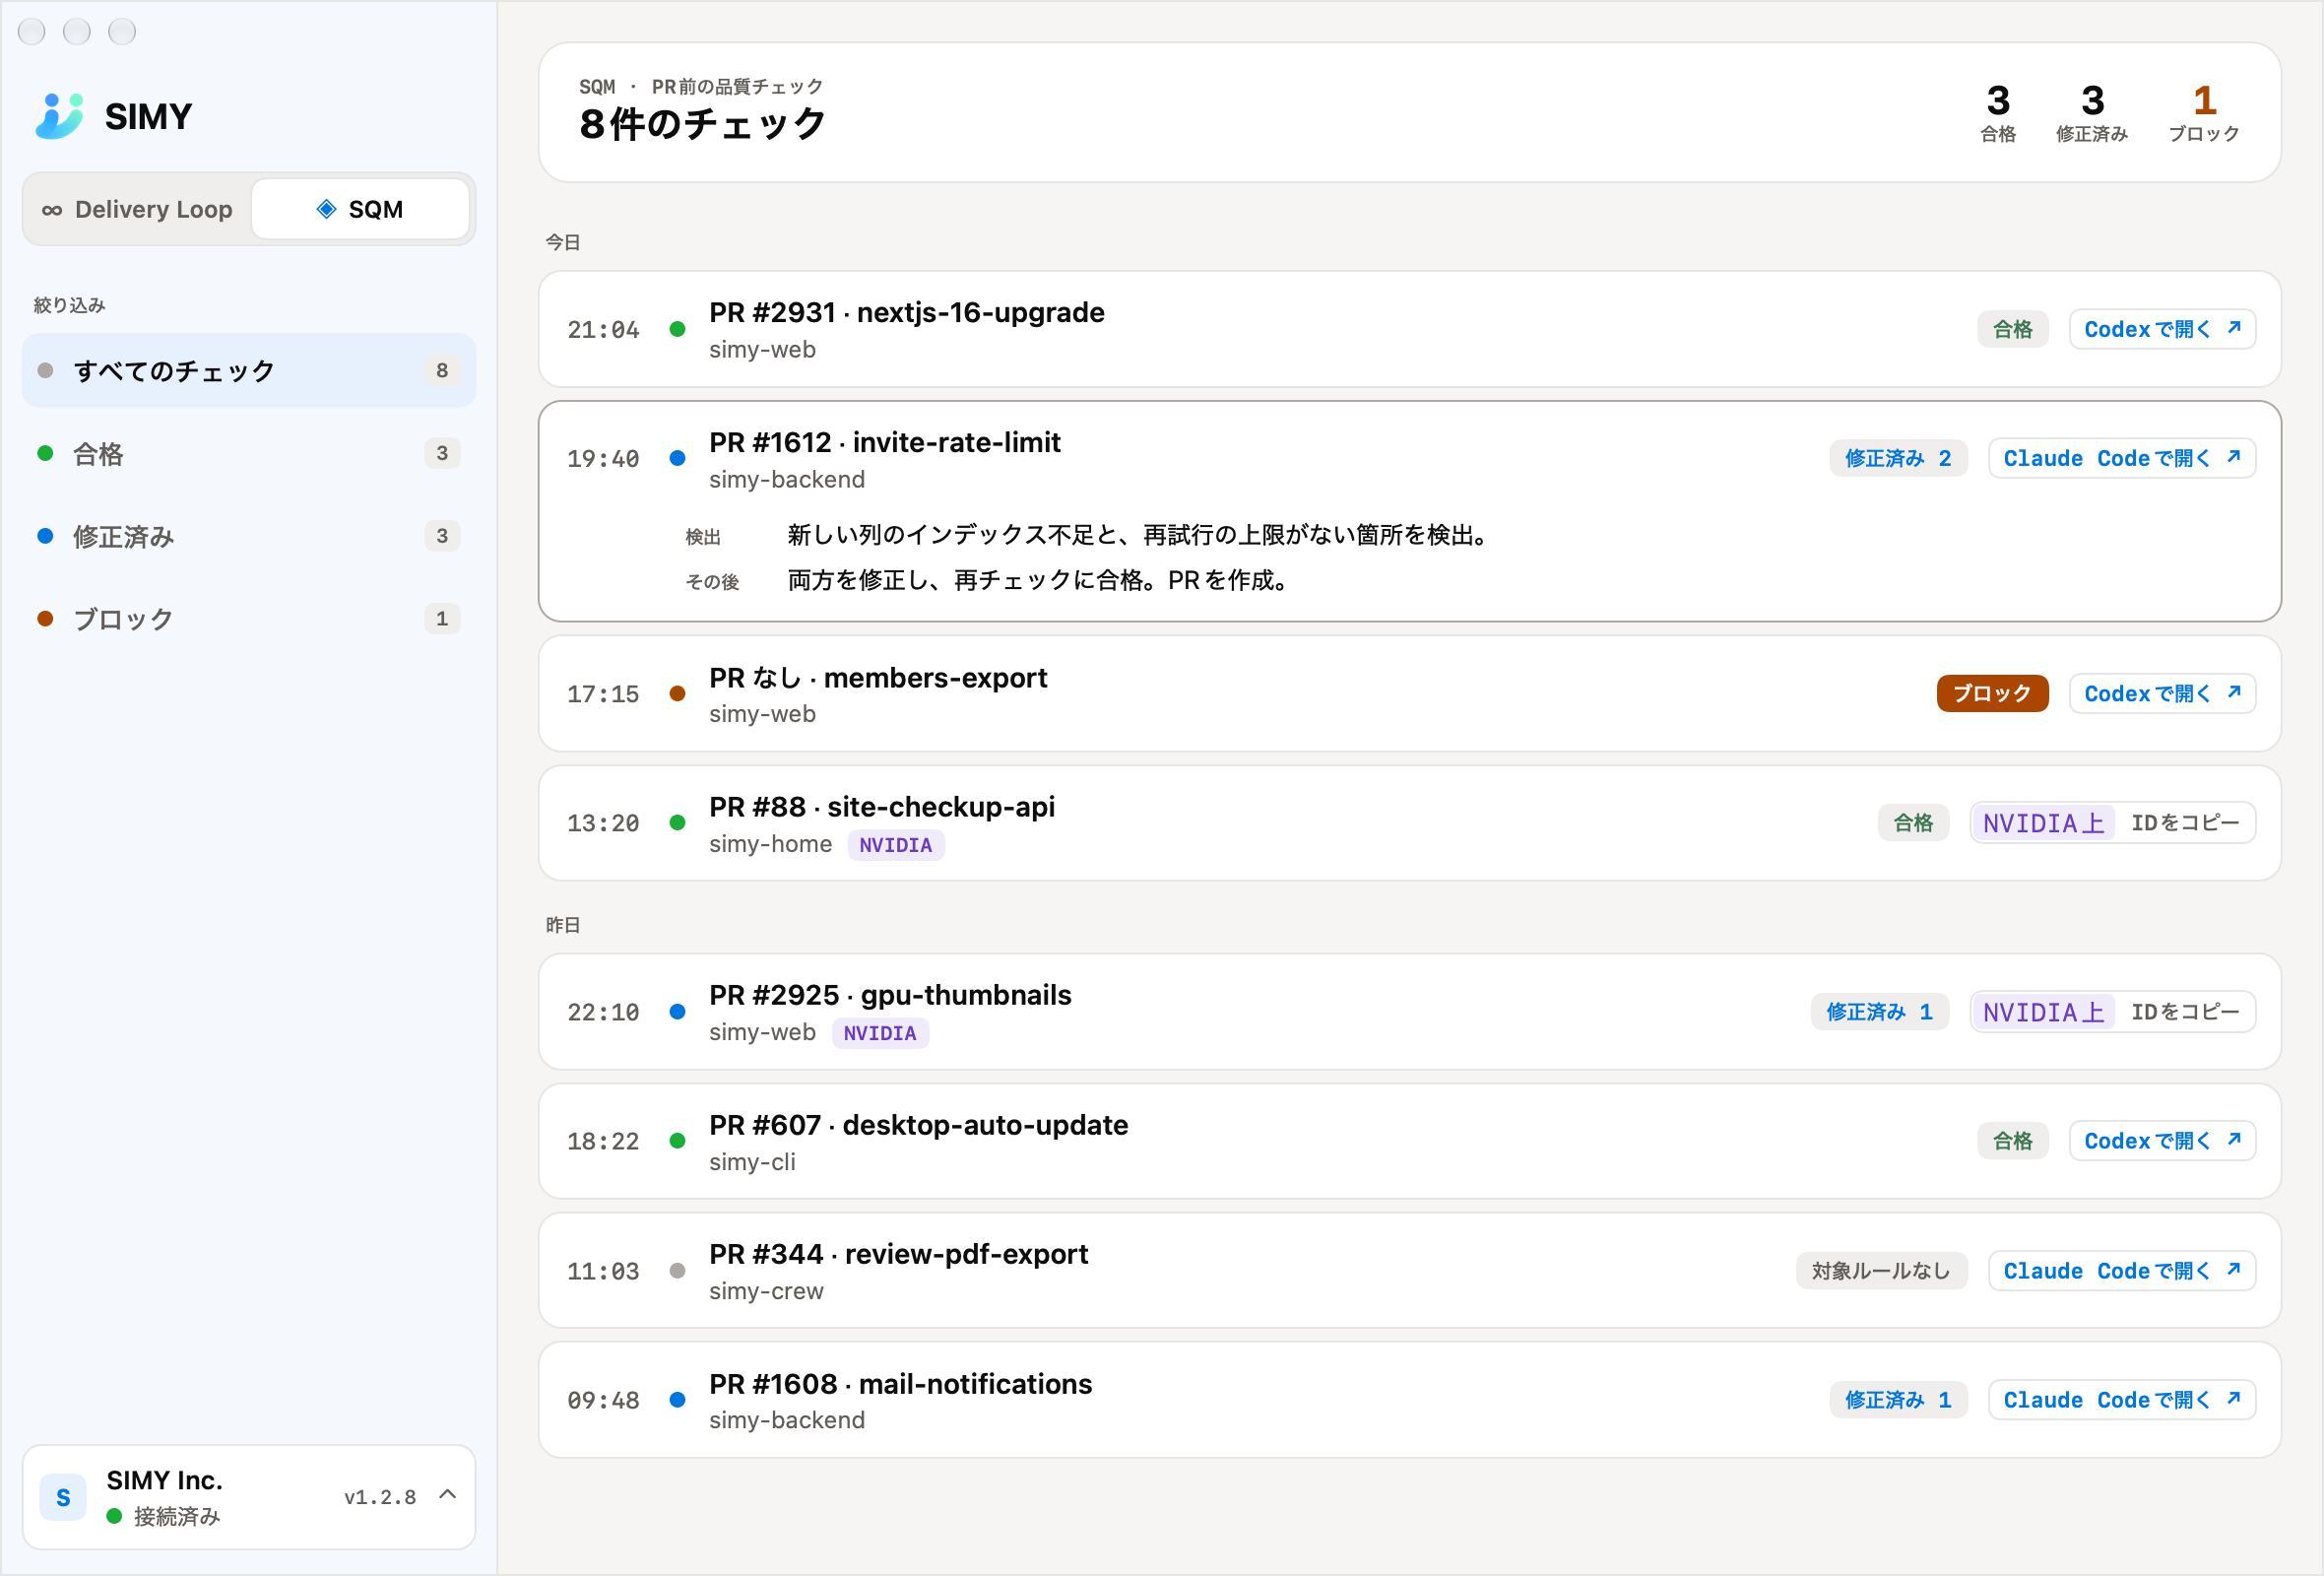 SIMY
∞ Delivery Loop
SQM
絞り込み
すべてのチェック 8
合格 3
修正済み 3
ブロック 1
S
SIMY Inc.
接続済み
v1.2.8
SQM · PR前の品質チェック
8件のチェック
3 合格
3 修正済み
1 ブロック
今日
21:04
PR #2931 · nextjs-16-upgrade
simy-web
合格
Codexで開く ↗
19:40
PR #1612 · invite-rate-limit
simy-backend
修正済み 2
Claude Codeで開く ↗
検出 新しい列のインデックス不足と、再試行の上限がない箇所を検出。
その後 両方を修正し、再チェックに合格。PRを作成。
17:15
PR なし · members-export
simy-web
ブロック
Codexで開く ↗
13:20
PR #88 · site-checkup-api
simy-home NVIDIA
合格
NVIDIA上 IDをコピー
昨日
22:10
PR #2925 · gpu-thumbnails
simy-web NVIDIA
修正済み 1
NVIDIA上 IDをコピー
18:22
PR #607 · desktop-auto-update
simy-cli
合格
Codexで開く ↗
11:03
PR #344 · review-pdf-export
simy-crew
対象ルールなし
Claude Codeで開く ↗
09:48
PR #1608 · mail-notifications
simy-backend
修正済み 1
Claude Codeで開く ↗